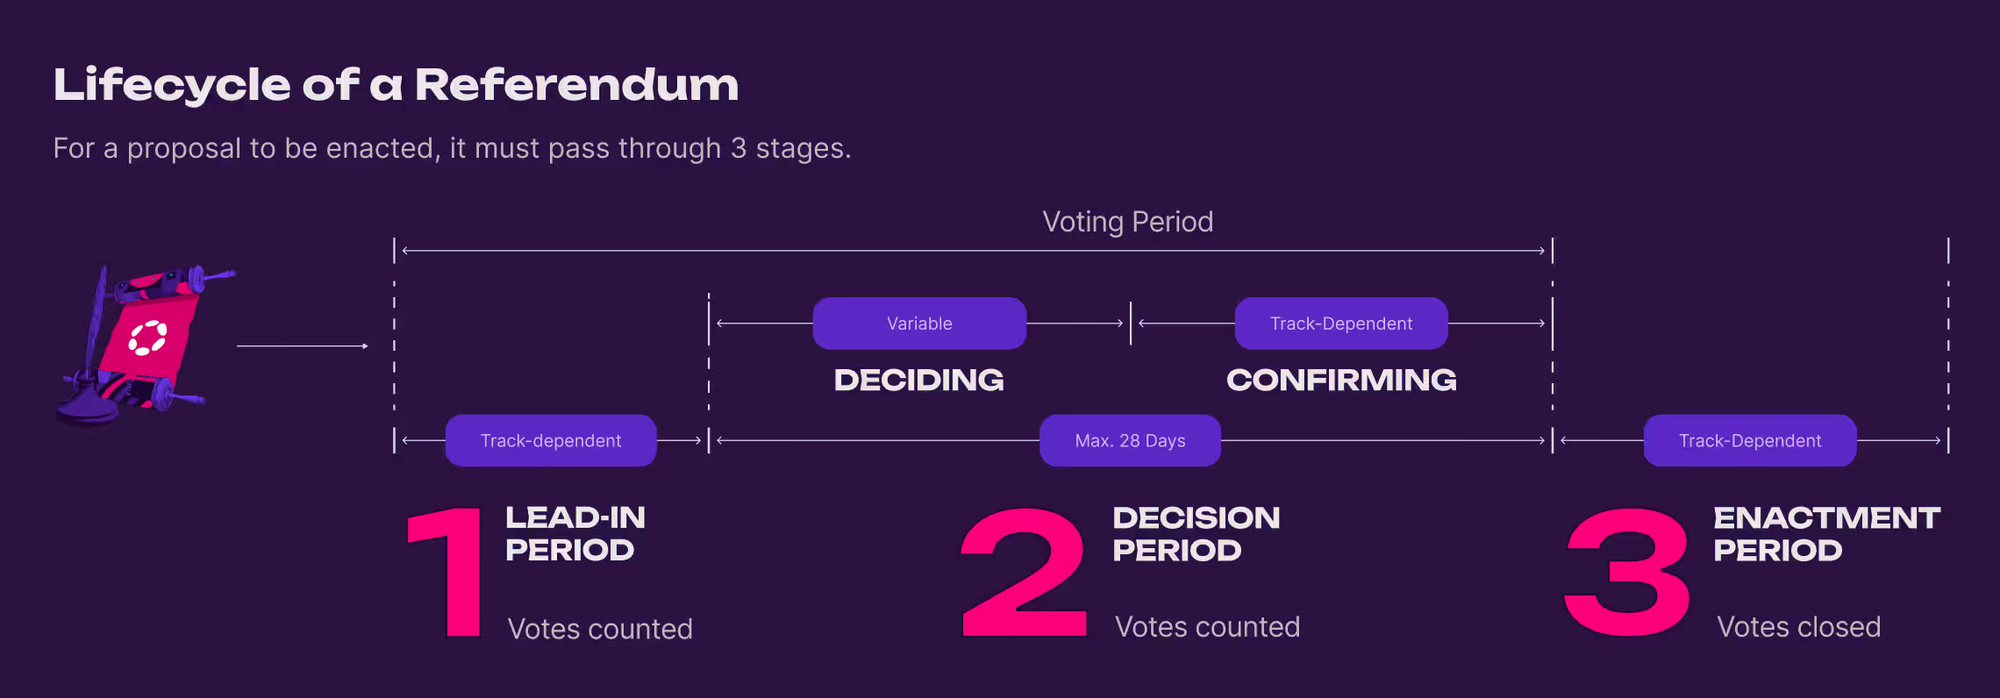 Lifecycle of a Referendum
For a proposal to be enacted, it must pass through 3 stages.
Voting Period
Variable
Track-Dependent
DECIDING
CONFIRMING
Track-dependent
Max. 28 Days
Track-Dependent
1
LEAD-IN
PERIOD
Votes counted
2
DECISION
PERIOD
Votes counted
3
ENACTMENT
PERIOD
Votes closed